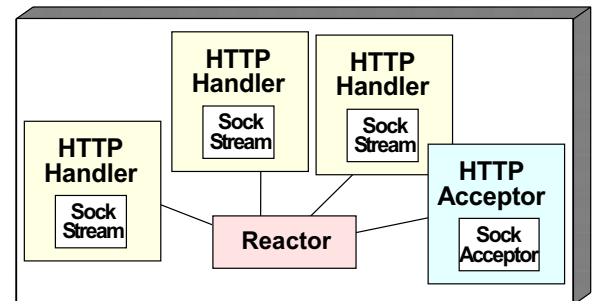 HTTP
Handler
Sock
Stream
HTTP
Handler
Sock
Stream
HTTP
Handler
Sock
Stream
HTTP
Acceptor
Sock
Acceptor
Reactor